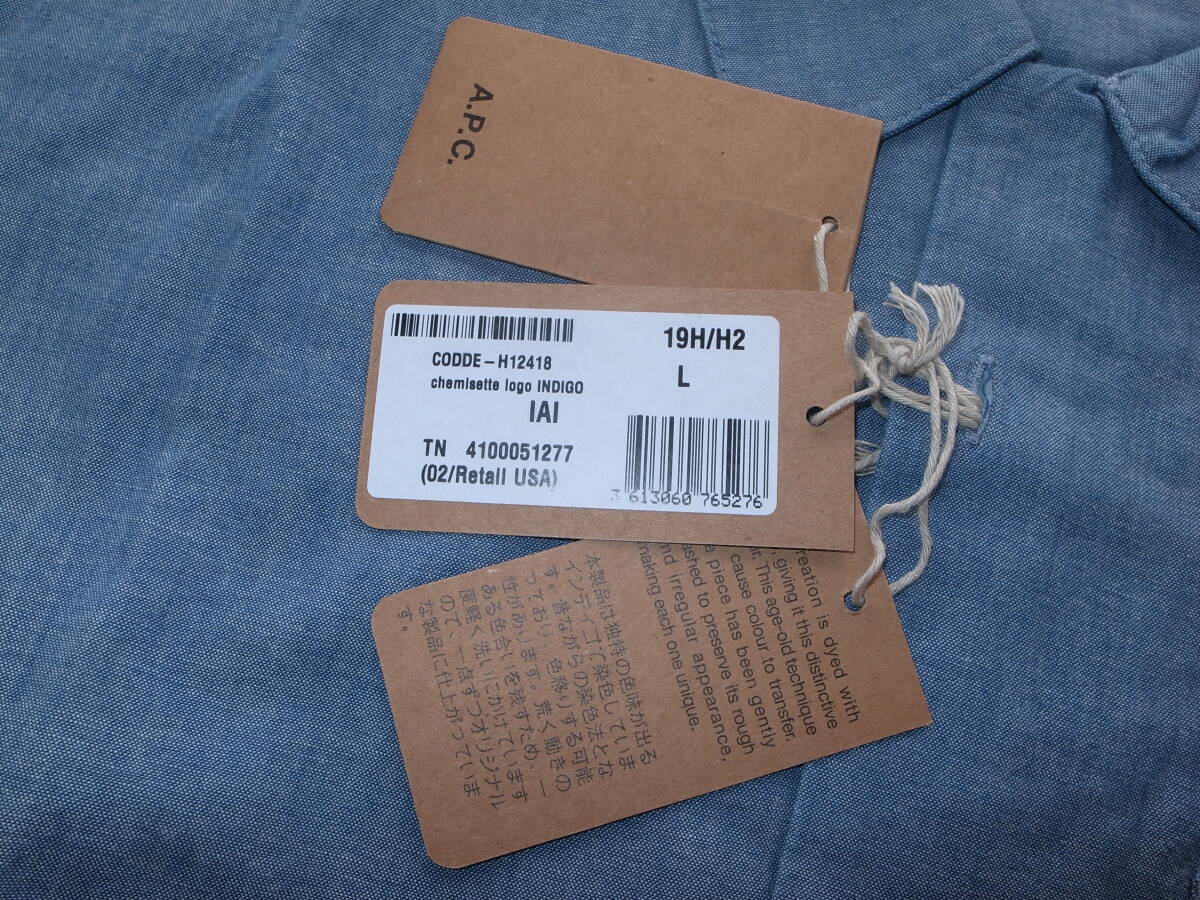 A.P.C.
19H/H2
CODDE-H12418
L
chemisette logo INDIGO
IAI
TN 4100051277
(02/Retail USA)
3 613060 765276
reation is dyed with
, giving it this distinctive
r. This age-old technique
cause colour to transfer.
e piece has been gently
ashed to preserve its rough
nd irregular appearance,
making each one unique.
本製品は独特の色味が出る
インディゴで染色していま
す。昔ながらの染色法とな
っており、色移りする可能
性があります。荒く動きの
ある色合いを残すため、一
度軽く洗いにかけています
ので、一点ずつオリジナル
な製品に仕上がっていま
す。